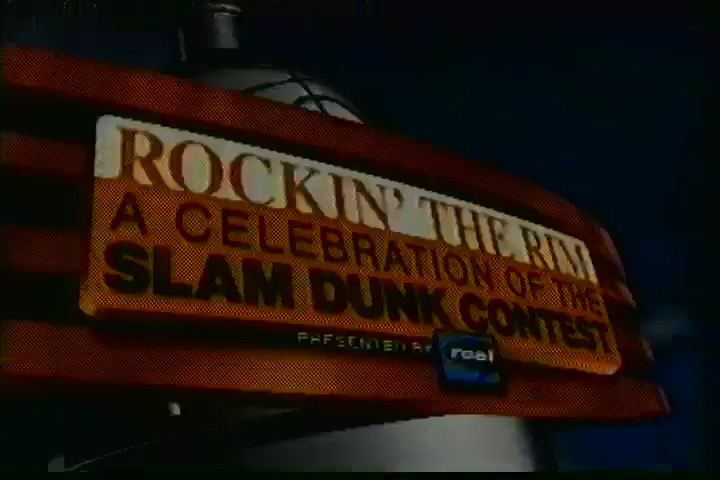 ROCKIN' THE RIM
A CELEBRATION OF THE
SLAM DUNK CONTEST
PRESENTED BY